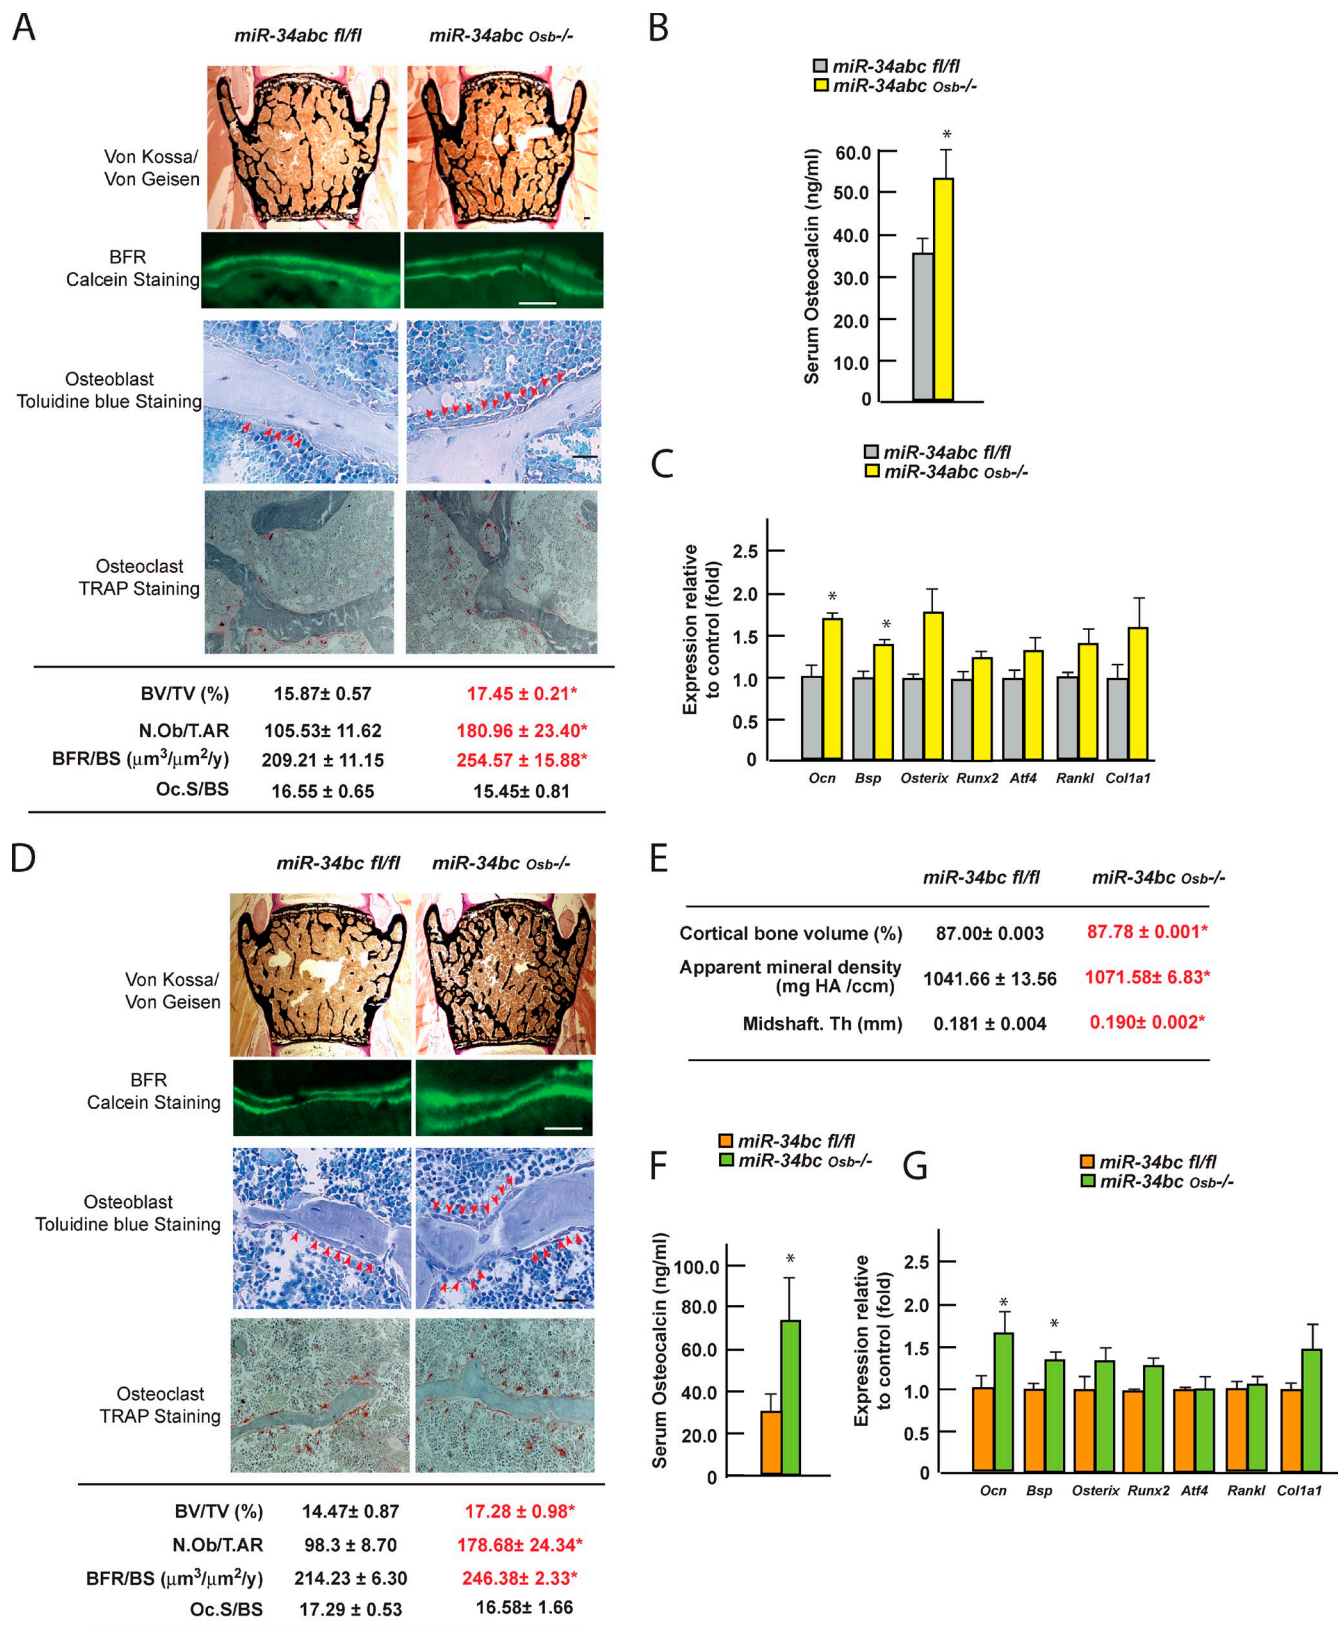 A
miR-34abc fl/fl
miR-34abc Osb-/-
Von Kossa/
Von Geisen
BFR
Calcein Staining
Osteoblast
Toluidine blue Staining
Osteoclast
TRAP Staining
BV/TV (%) 15.87± 0.57 17.45 ± 0.21*
N.Ob/T.AR 105.53± 11.62 180.96 ± 23.40*
BFR/BS (μm³/μm²/y) 209.21 ± 11.15 254.57 ± 15.88*
Oc.S/BS 16.55 ± 0.65 15.45± 0.81
B
miR-34abc fl/fl
miR-34abc Osb-/-
Serum Osteocalcin (ng/ml)
60.0
50.0
40.0
30.0
20.0
10.0
0
*
C
miR-34abc fl/fl
miR-34abc Osb-/-
Expression relative
to control (fold)
2.5
2.0
1.5
1.0
0.5
0
* *
Ocn Bsp Osterix Runx2 Atf4 Rankl Col1a1
D
miR-34bc fl/fl
miR-34bc Osb-/-
Von Kossa/
Von Geisen
BFR
Calcein Staining
Osteoblast
Toluidine blue Staining
Osteoclast
TRAP Staining
BV/TV (%) 14.47± 0.87 17.28 ± 0.98*
N.Ob/T.AR 98.3 ± 8.70 178.68± 24.34*
BFR/BS (μm³/μm²/y) 214.23 ± 6.30 246.38± 2.33*
Oc.S/BS 17.29 ± 0.53 16.58± 1.66
E
miR-34bc fl/fl miR-34bc Osb-/-
Cortical bone volume (%) 87.00± 0.003 87.78 ± 0.001*
Apparent mineral density
(mg HA /ccm) 1041.66 ± 13.56 1071.58± 6.83*
Midshaft. Th (mm) 0.181 ± 0.004 0.190± 0.002*
F
miR-34bc fl/fl
miR-34bc Osb-/-
Serum Osteocalcin (ng/ml)
100.0
80.0
60.0
40.0
20.0
0
*
G
miR-34bc fl/fl
miR-34bc Osb-/-
Expression relative
to control (fold)
2.5
2.0
1.5
1.0
0.5
0
* *
Ocn Bsp Osterix Runx2 Atf4 Rankl Col1a1